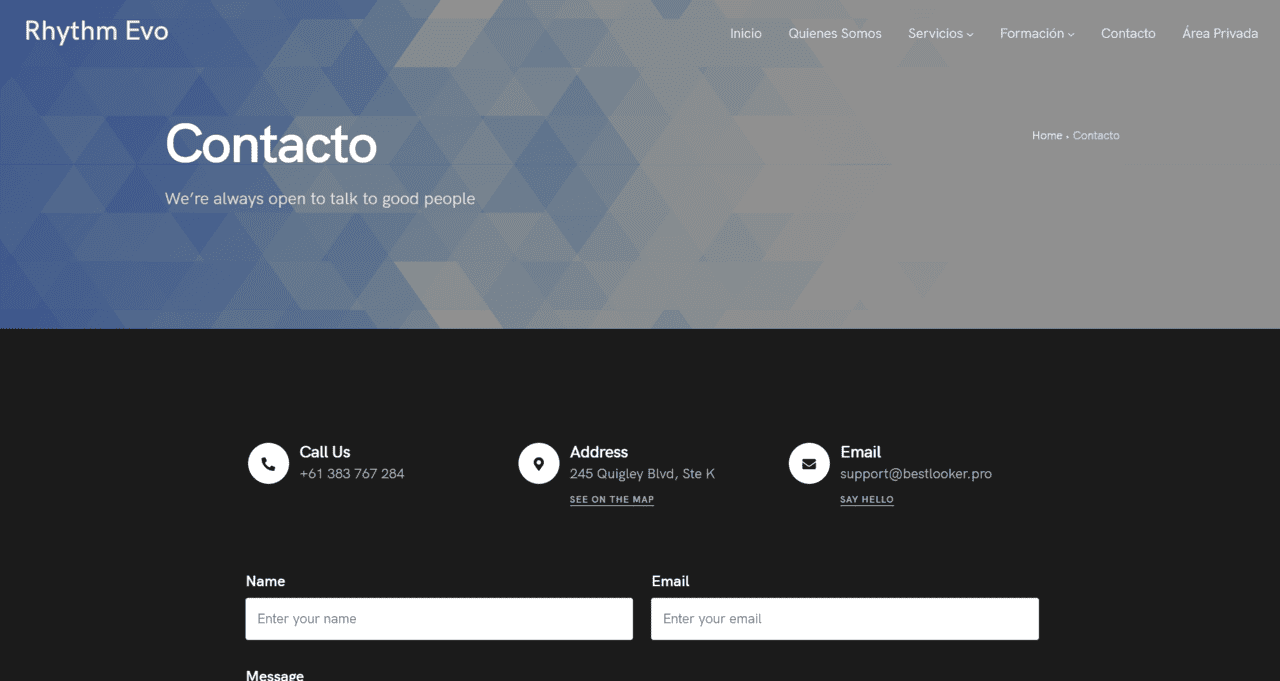 Rhythm Evo
Inicio Quienes Somos Servicios Formación Contacto Área Privada
Contacto
Home • Contacto
We’re always open to talk to good people
Call Us Address Email
+61 383 767 284 245 Quigley Blvd, Ste K support@bestlooker.pro
SEE ON THE MAP SAY HELLO
Name Email
Enter your name Enter your email
Message